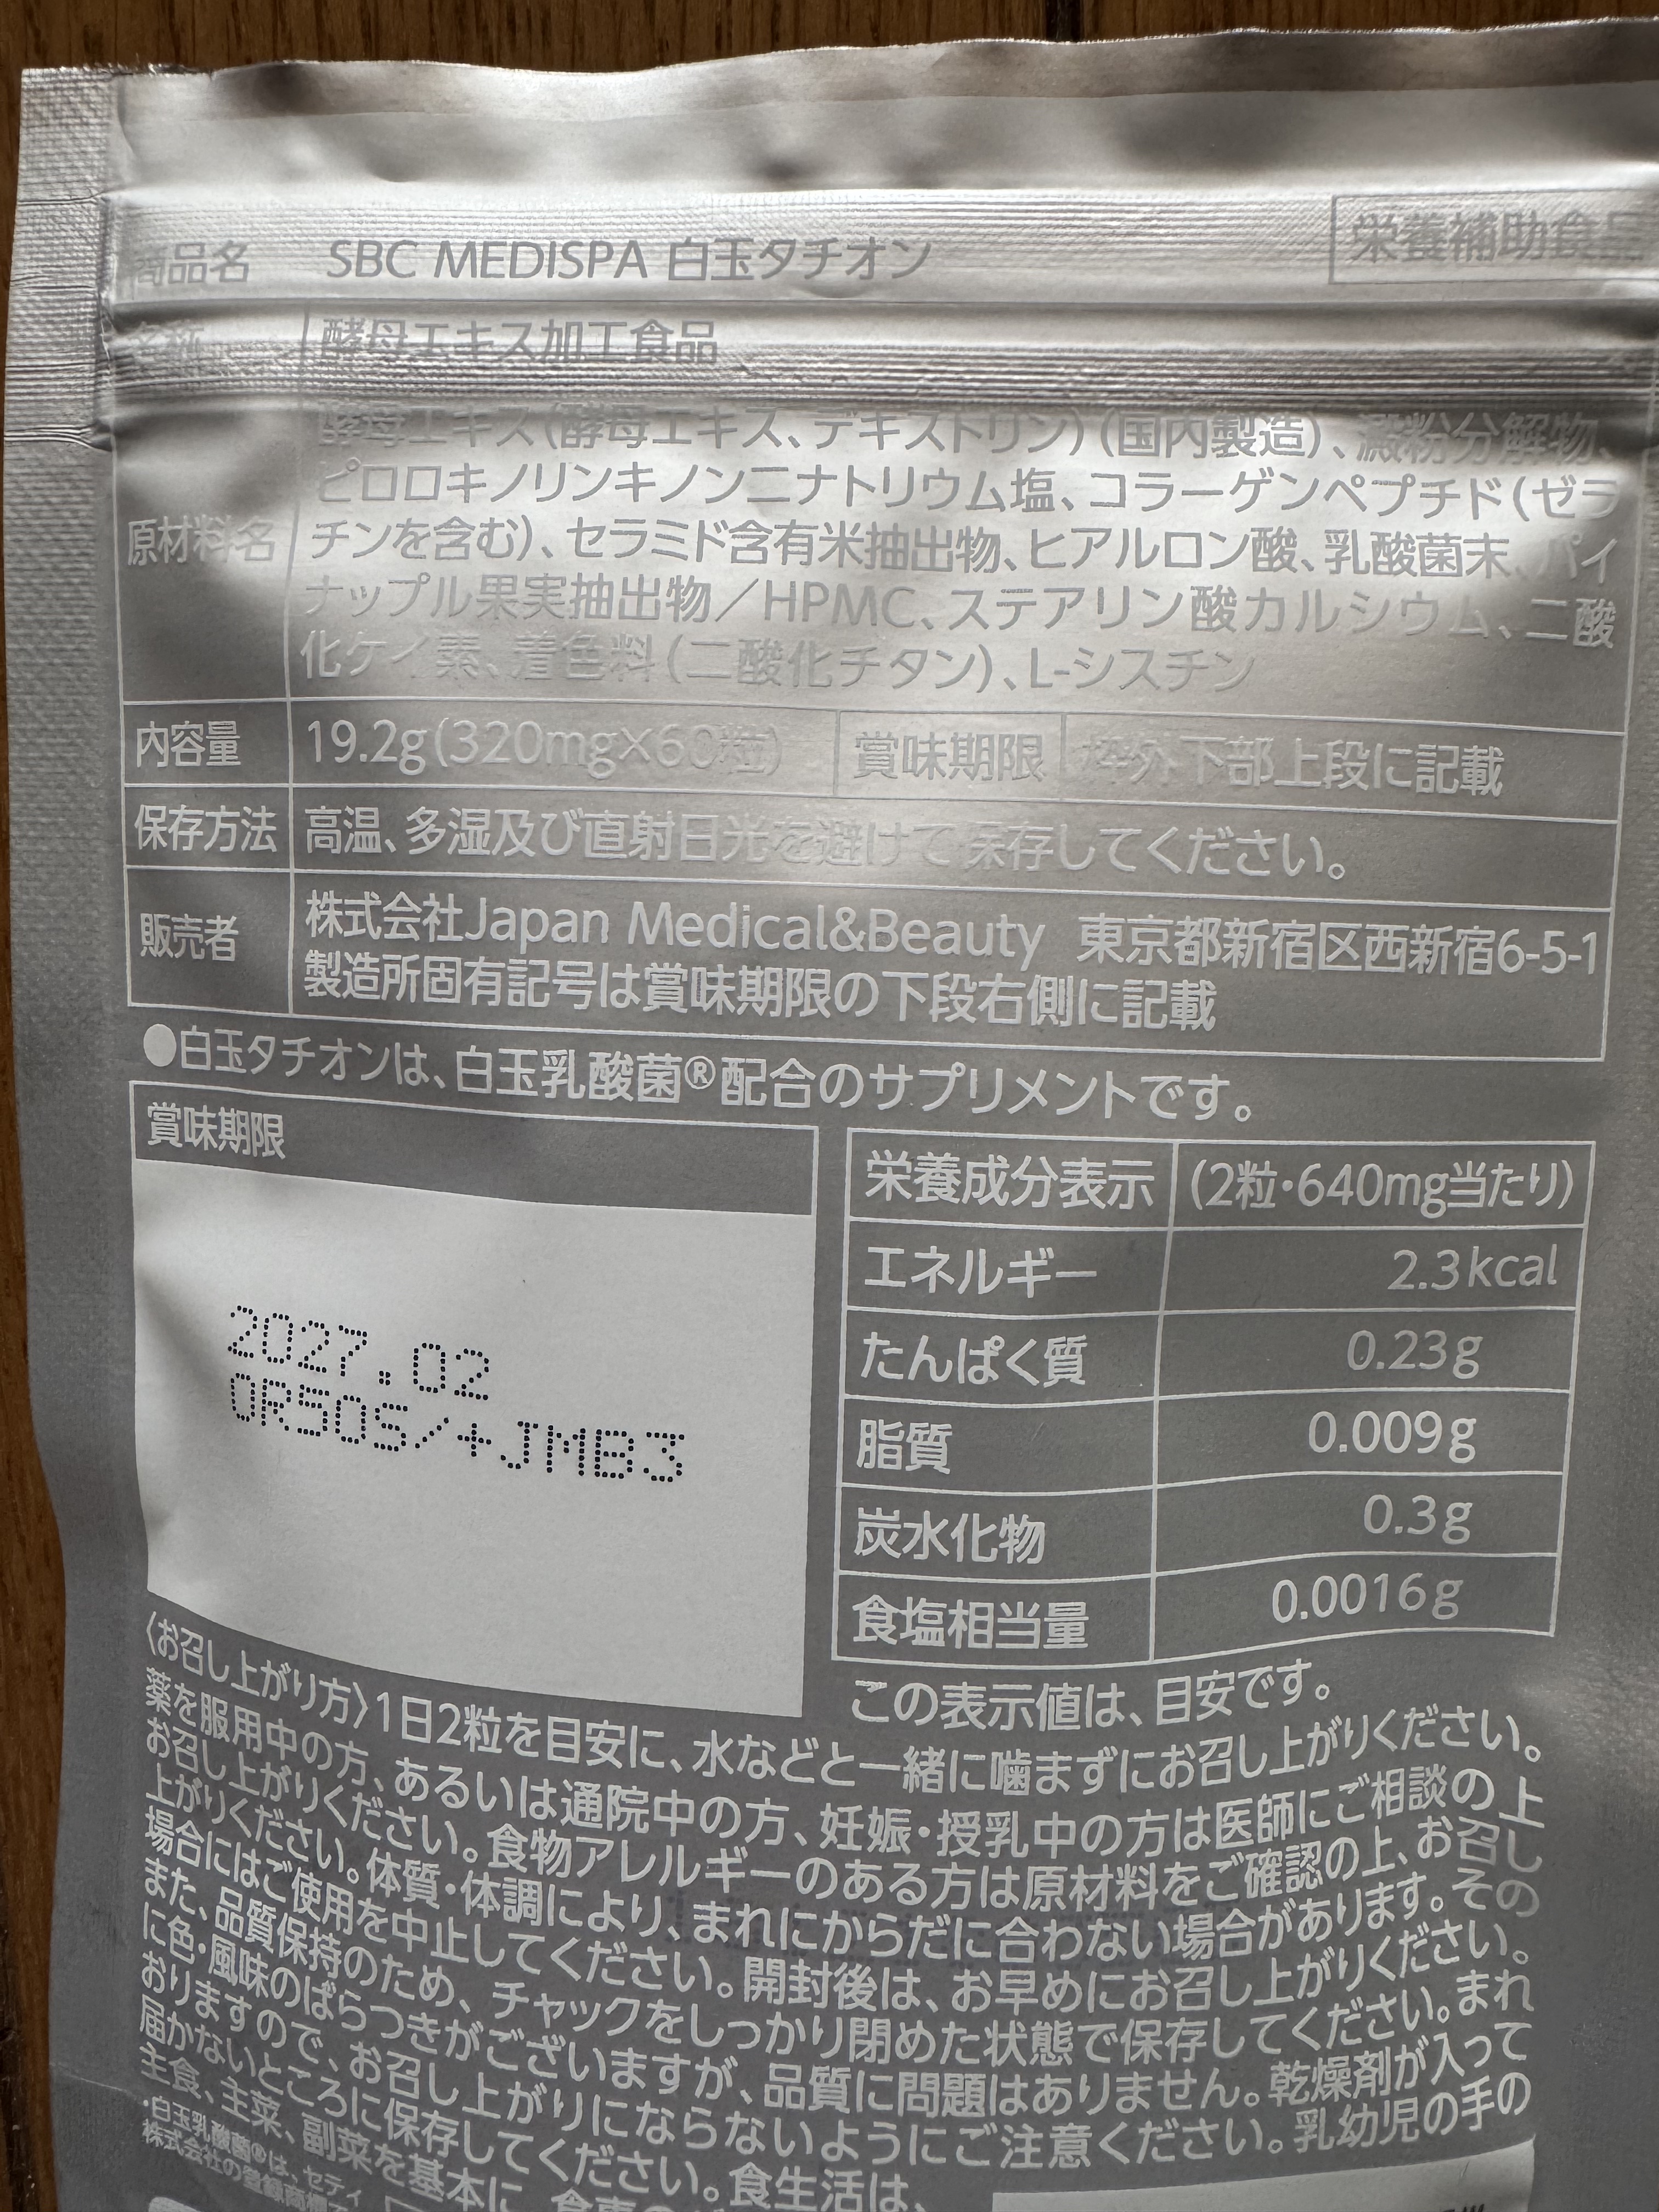 商品名 SBC MEDISPA 白玉タチオン 栄養補助食品
名称 酵母エキス加工食品
原材料名 酵母エキス(酵母エキス、デキストリン)(国内製造)、澱粉分解物、
ピロロキノリンキノン二ナトリウム塩、コラーゲンペプチド(ゼラ
チンを含む)、セラミド含有米抽出物、ヒアルロン酸、乳酸菌末、パイ
ナップル果実抽出物／HPMC、ステアリン酸カルシウム、二酸
化ケイ素、着色料(二酸化チタン)、L-シスチン
内容量 19.2g(320mg×60粒) 賞味期限 枠外下部上段に記載
保存方法 高温、多湿及び直射日光を避けて保存してください。
販売者 株式会社Japan Medical&Beauty 東京都新宿区西新宿6-5-1
製造所固有記号は賞味期限の下段右側に記載
●白玉タチオンは、白玉乳酸菌®配合のサプリメントです。
賞味期限
2027.02
OR50S/+JMB3
栄養成分表示 (2粒・640mg当たり)
エネルギー 2.3kcal
たんぱく質 0.23g
脂質 0.009g
炭水化物 0.3g
食塩相当量 0.0016g
この表示値は、目安です。
〈お召し上がり方〉1日2粒を目安に、水などと一緒に噛まずにお召し上がりください。
薬を服用中の方、あるいは通院中の方、妊娠・授乳中の方は医師にご相談の上
お召し上がりください。食物アレルギーのある方は原材料をご確認の上、お召し
上がりください。体質・体調により、まれにからだに合わない場合があります。その
場合にはご使用を中止してください。開封後は、お早めにお召し上がりください。
また、品質保持のため、チャックをしっかり閉めた状態で保存してください。まれ
に色・風味のばらつきがございますが、品質に問題はありません。乾燥剤が入って
おりますので、お召し上がりにならないようにご注意ください。乳幼児の手の
届かないところに保存してください。食生活は、
主食、主菜、副菜を基本に、食事の
・白玉乳酸菌®は、セティ
株式会社の登録商標